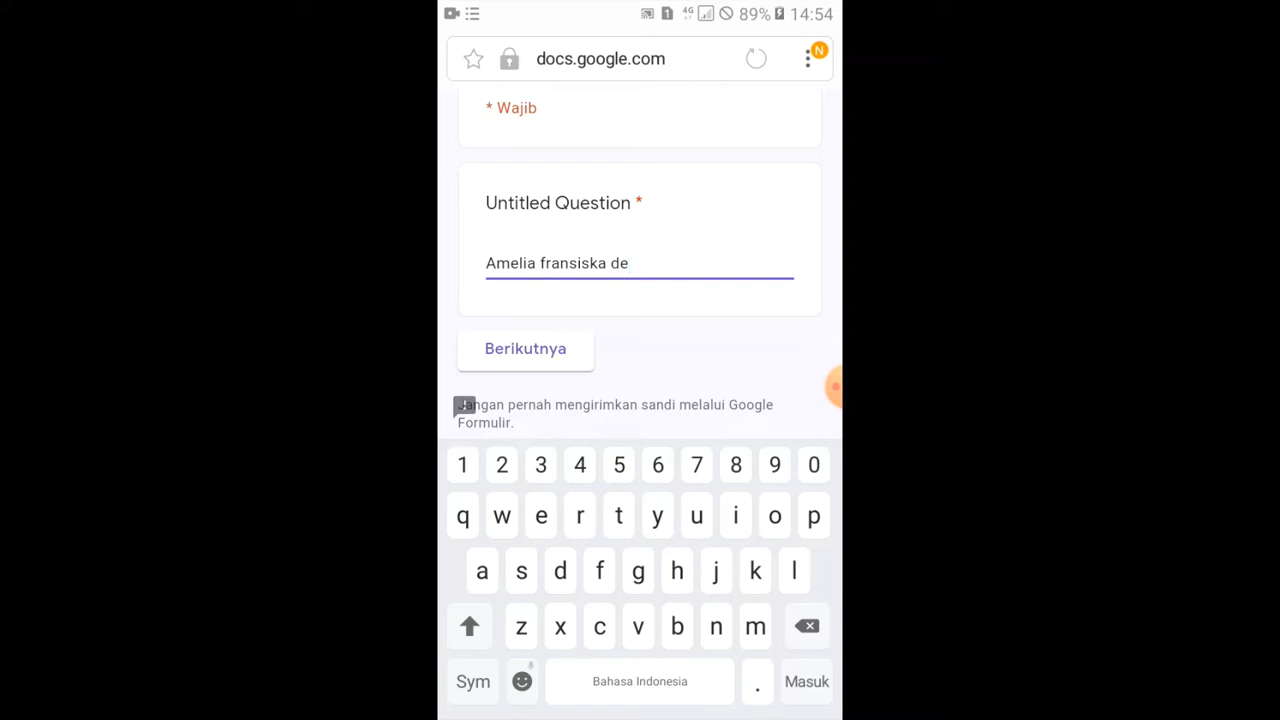 4G 89% 14:54
docs.google.com
N
* Wajib
Untitled Question *
Amelia fransiska de
Berikutnya
Jangan pernah mengirimkan sandi melalui Google
Formulir.
1 2 3 4 5 6 7 8 9 0
q w e r t y u i o p
a s d f g h j k l
z x c v b n m
Sym Bahasa Indonesia . Masuk